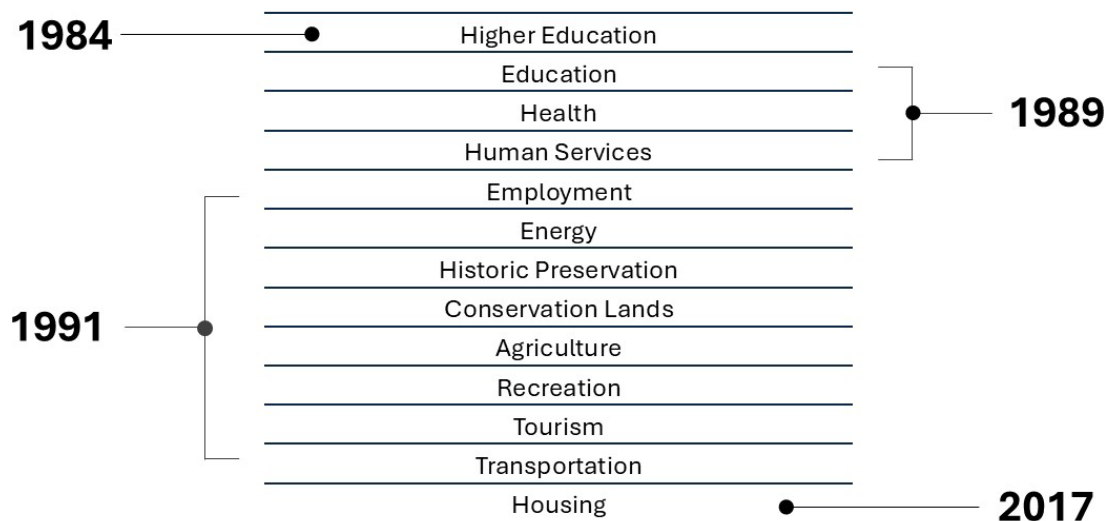 1984
Higher Education
Education
Health
1989
Human Services
Employment
Energy
Historic Preservation
Conservation Lands
1991
Agriculture
Recreation
Tourism
Transportation
Housing
2017